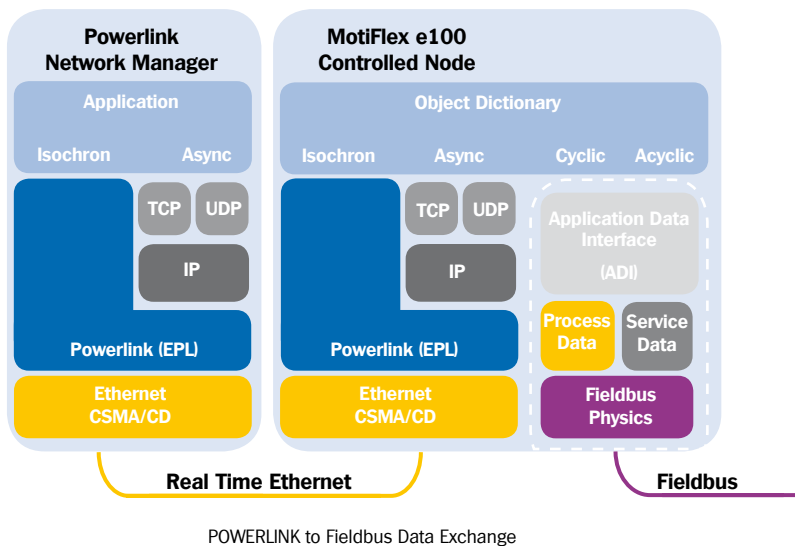 Powerlink
Network Manager
Application
Isochron Async
TCP UDP
IP
Powerlink (EPL)
Ethernet
CSMA/CD
MotiFlex e100
Controlled Node
Object Dictionary
Isochron Async Cyclic Acyclic
TCP UDP
IP
Powerlink (EPL)
Ethernet
CSMA/CD
Application Data
Interface
(ADI)
Process
Data
Service
Data
Fieldbus
Physics
Real Time Ethernet
Fieldbus
POWERLINK to Fieldbus Data Exchange